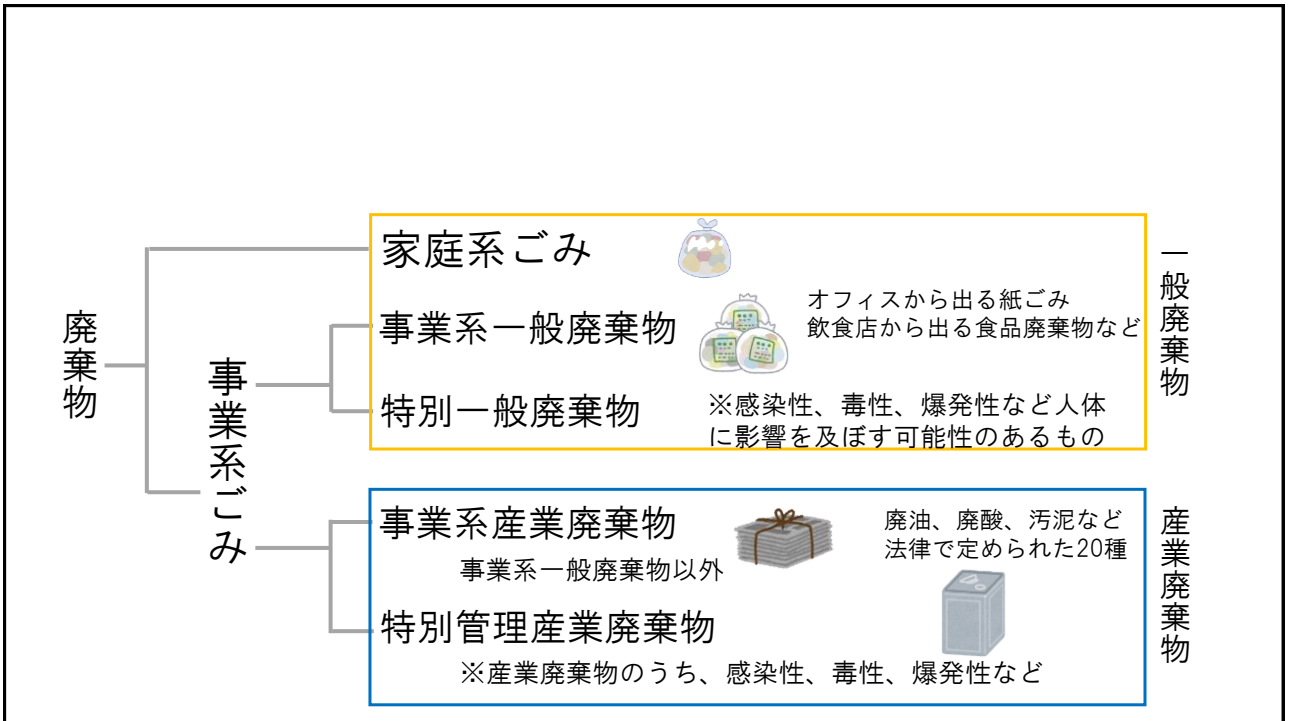 廃棄物
事業系ごみ
家庭系ごみ
事業系一般廃棄物
オフィスから出る紙ごみ
飲食店から出る食品廃棄物など
特別一般廃棄物
※感染性、毒性、爆発性など人体
に影響を及ぼす可能性のあるもの
一般廃棄物
事業系産業廃棄物
事業系一般廃棄物以外
廃油、廃酸、汚泥など
法律で定められた20種
特別管理産業廃棄物
※産業廃棄物のうち、感染性、毒性、爆発性など
産業廃棄物